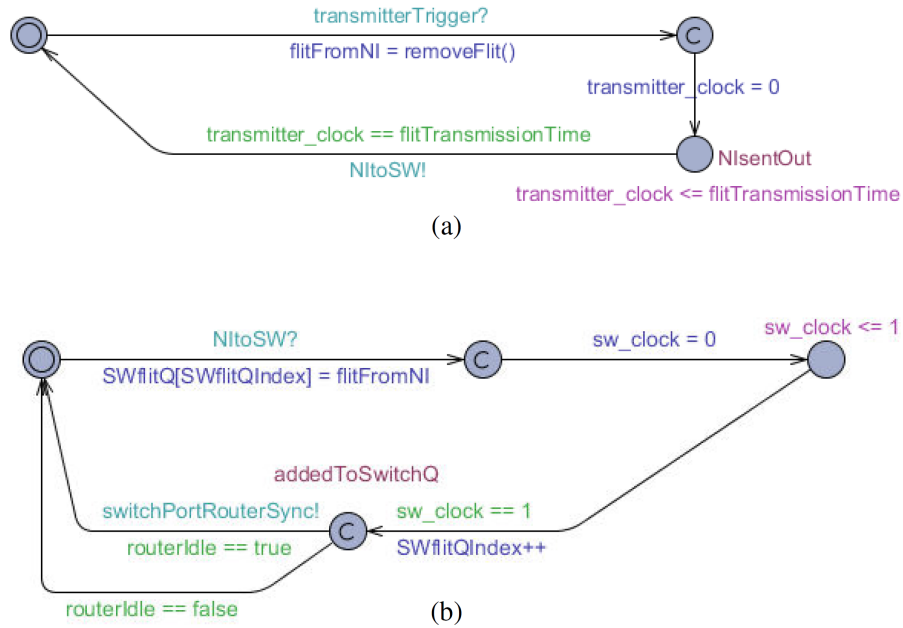 transmitterTrigger?
C
flitFromNI = removeFlit()
transmitter_clock = 0
transmitter_clock == flitTransmissionTime
NIsentOut
NItoSW!
transmitter_clock <= flitTransmissionTime
(a)
sw_clock <= 1
NItoSW?
sw_clock = 0
C
SWflitQ[SWflitQIndex] = flitFromNI
addedToSwitchQ
switchPortRouterSync!
sw_clock == 1
C
routerIdle == true
SWflitQIndex++
routerIdle == false
(b)